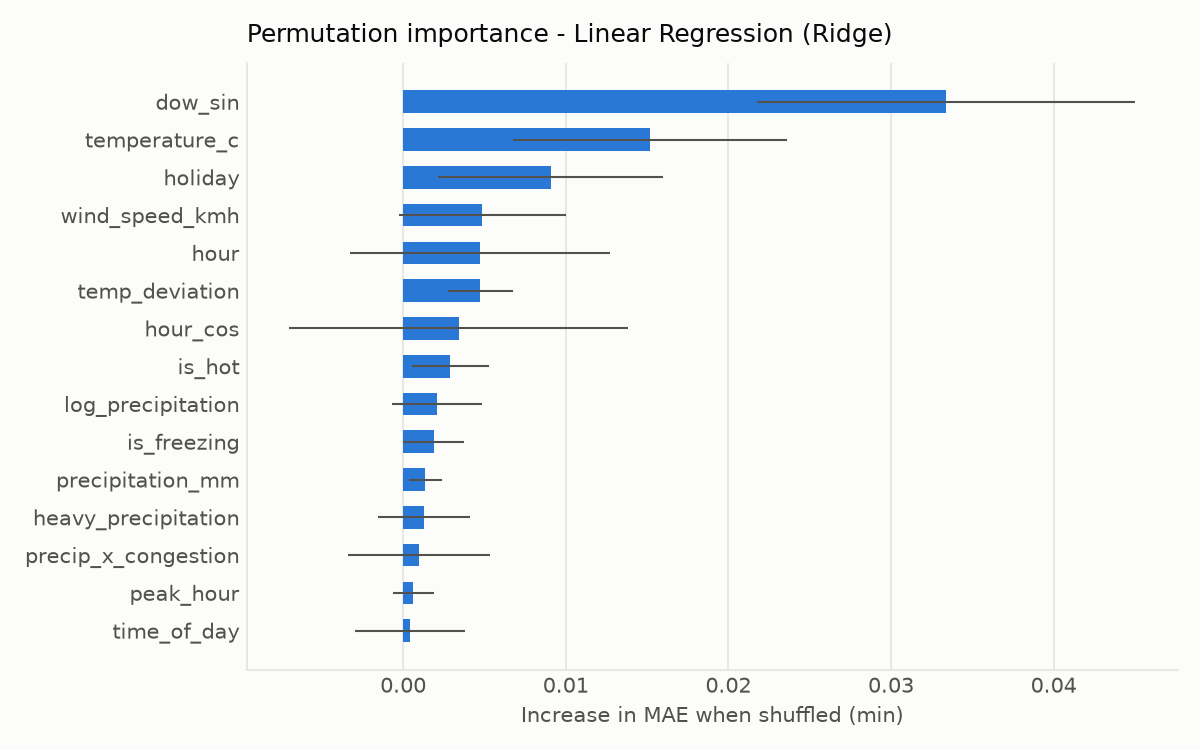 Permutation importance - Linear Regression (Ridge)
dow_sin
temperature_c
holiday
wind_speed_kmh
hour
temp_deviation
hour_cos
is_hot
log_precipitation
is_freezing
precipitation_mm
heavy_precipitation
precip_x_congestion
peak_hour
time_of_day
0.00 0.01 0.02 0.03 0.04
Increase in MAE when shuffled (min)